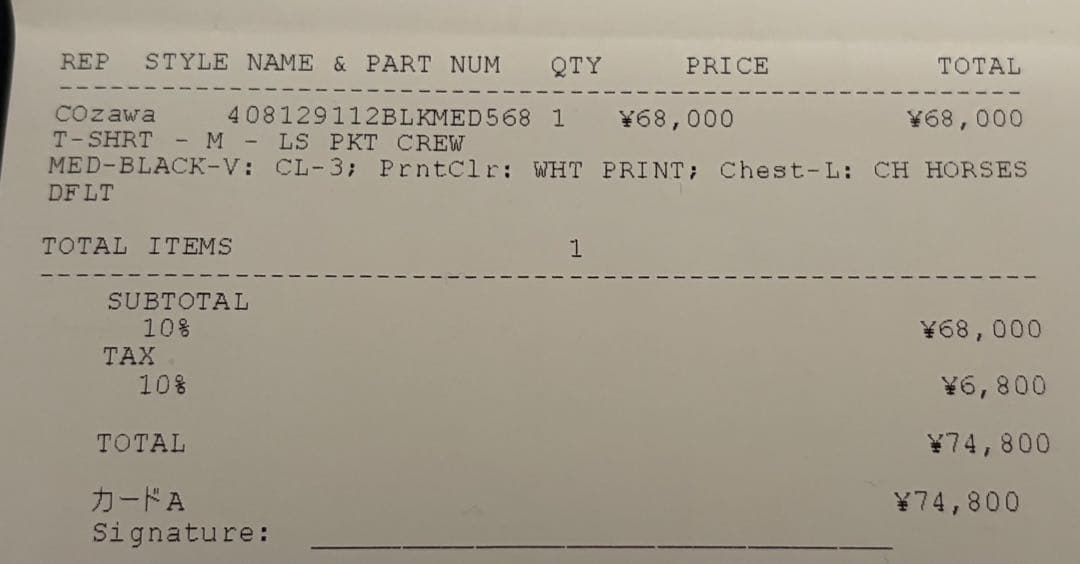 REP STYLE NAME & PART NUM QTY PRICE TOTAL
COzawa 408129112BLKMED568 1 ¥68,000 ¥68,000
T-SHRT - M - LS PKT CREW
MED-BLACK-V: CL-3; PrntClr: WHT PRINT; Chest-L: CH HORSES
DFLT
TOTAL ITEMS 1
SUBTOTAL
10% ¥68,000
TAX
10% ¥6,800
TOTAL ¥74,800
カードA ¥74,800
Signature: